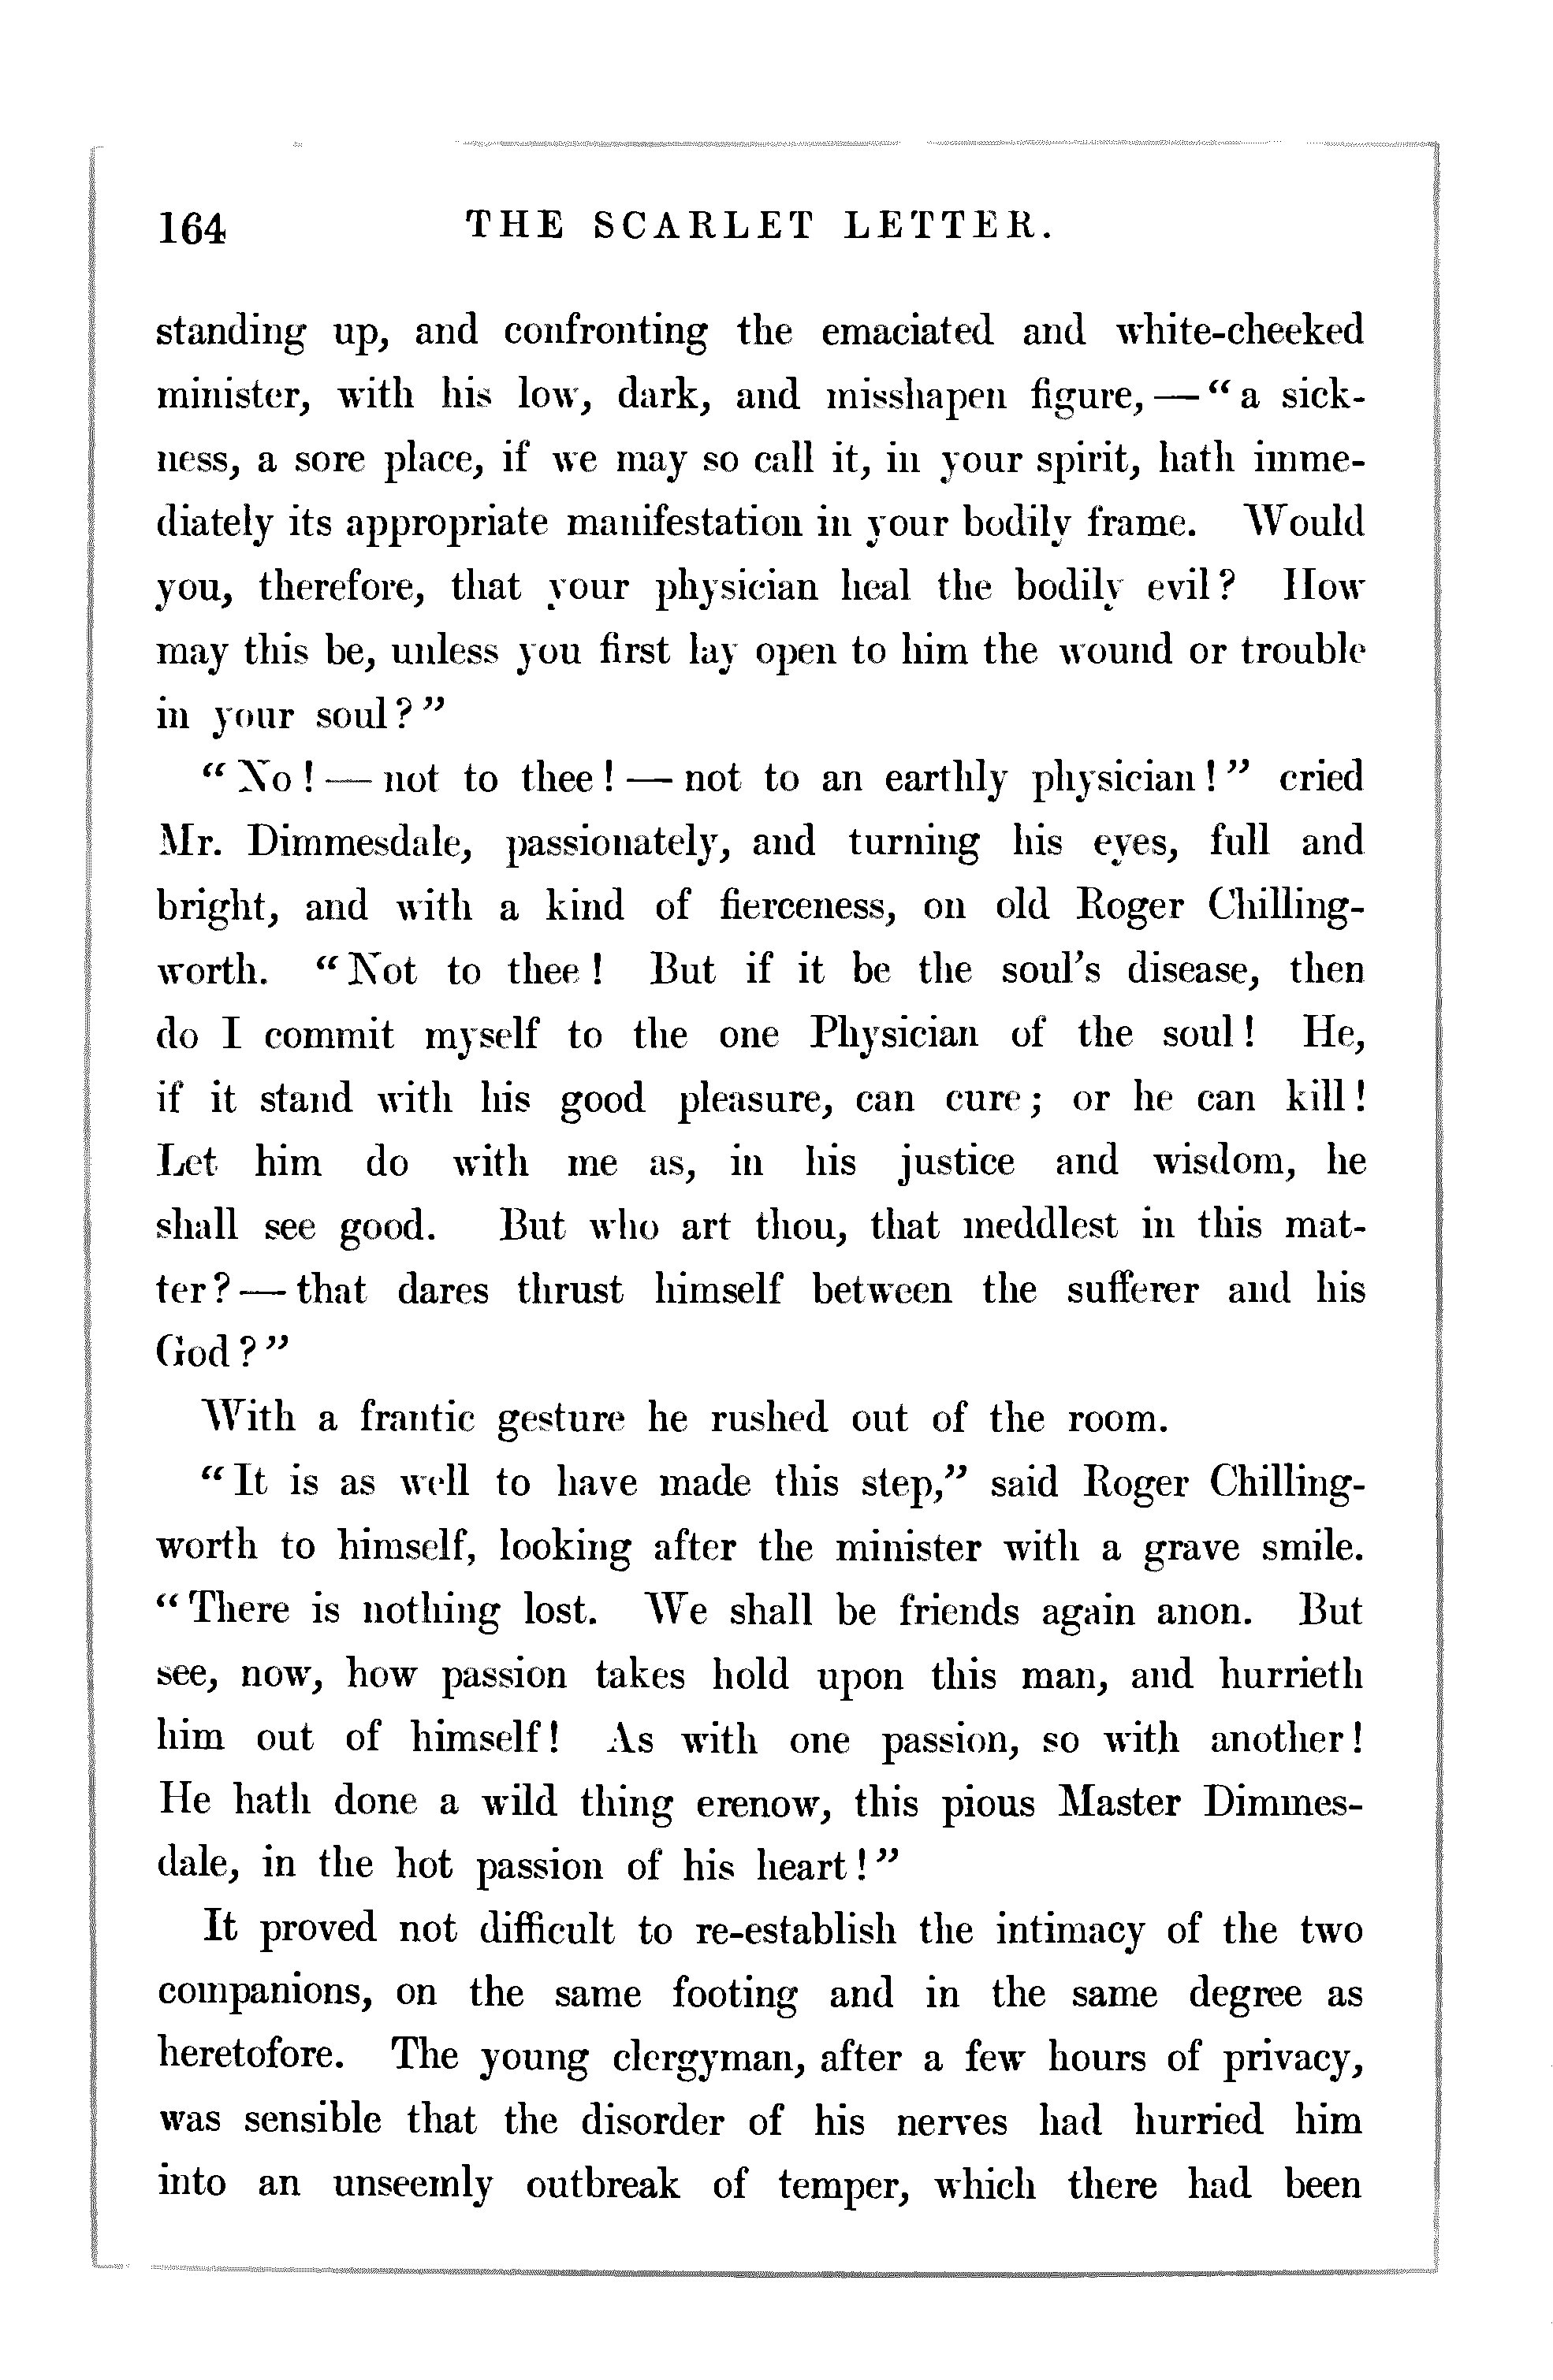 164 THE SCARLET LETTER.
standing up, and confronting the emaciated and white-cheeked
minister, with his low, dark, and misshapen figure, — “a sick-
ness, a sore place, if we may so call it, in your spirit, hath imme-
diately its appropriate manifestation in your bodily frame. Would
you, therefore, that your physician heal the bodily evil? How
may this be, unless you first lay open to him the wound or trouble
in your soul?”
“No! — not to thee! — not to an earthly physician!” cried
Mr. Dimmesdale, passionately, and turning his eyes, full and
bright, and with a kind of fierceness, on old Roger Chilling-
worth. “Not to thee! But if it be the soul’s disease, then
do I commit myself to the one Physician of the soul! He,
if it stand with his good pleasure, can cure; or he can kill!
Let him do with me as, in his justice and wisdom, he
shall see good. But who art thou, that meddlest in this mat-
ter? — that dares thrust himself between the sufferer and his
God?”
With a frantic gesture he rushed out of the room.
“It is as well to have made this step,” said Roger Chilling-
worth to himself, looking after the minister with a grave smile.
“There is nothing lost. We shall be friends again anon. But
see, now, how passion takes hold upon this man, and hurrieth
him out of himself! As with one passion, so with another!
He hath done a wild thing erenow, this pious Master Dimmes-
dale, in the hot passion of his heart!”
It proved not difficult to re-establish the intimacy of the two
companions, on the same footing and in the same degree as
heretofore. The young clergyman, after a few hours of privacy,
was sensible that the disorder of his nerves had hurried him
into an unseemly outbreak of temper, which there had been